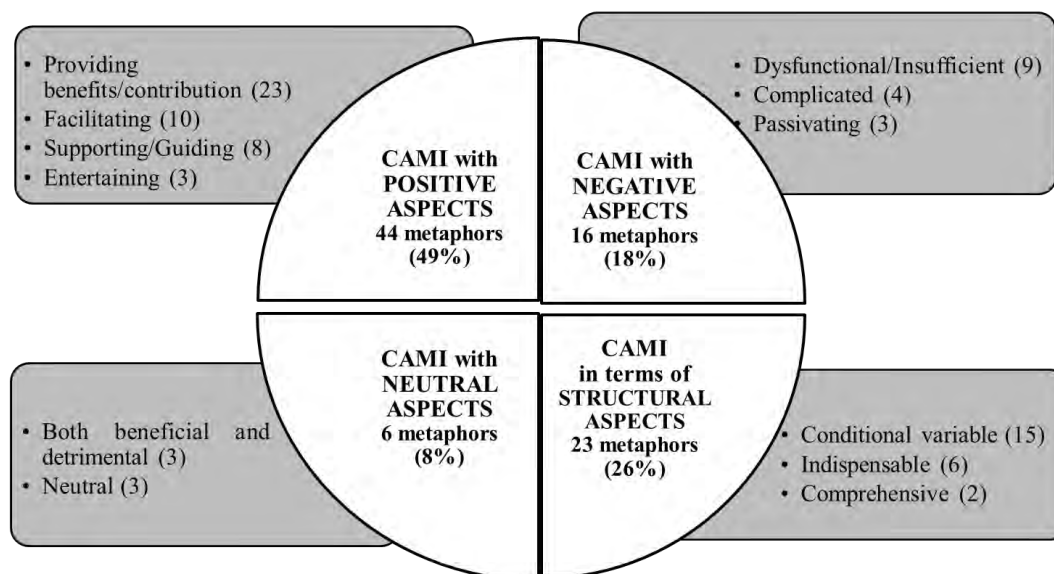 • Providing
benefits/contribution (23)
• Facilitating (10)
• Supporting/Guiding (8)
• Entertaining (3)
CAMI with
POSITIVE
ASPECTS
44 metaphors
(49%)
CAMI with
NEGATIVE
ASPECTS
16 metaphors
(18%)
• Dysfunctional/Insufficient (9)
• Complicated (4)
• Passivating (3)
• Both beneficial and
detrimental (3)
• Neutral (3)
CAMI with
NEUTRAL
ASPECTS
6 metaphors
(8%)
CAMI
in terms of
STRUCTURAL
ASPECTS
23 metaphors
(26%)
• Conditional variable (15)
• Indispensable (6)
• Comprehensive (2)